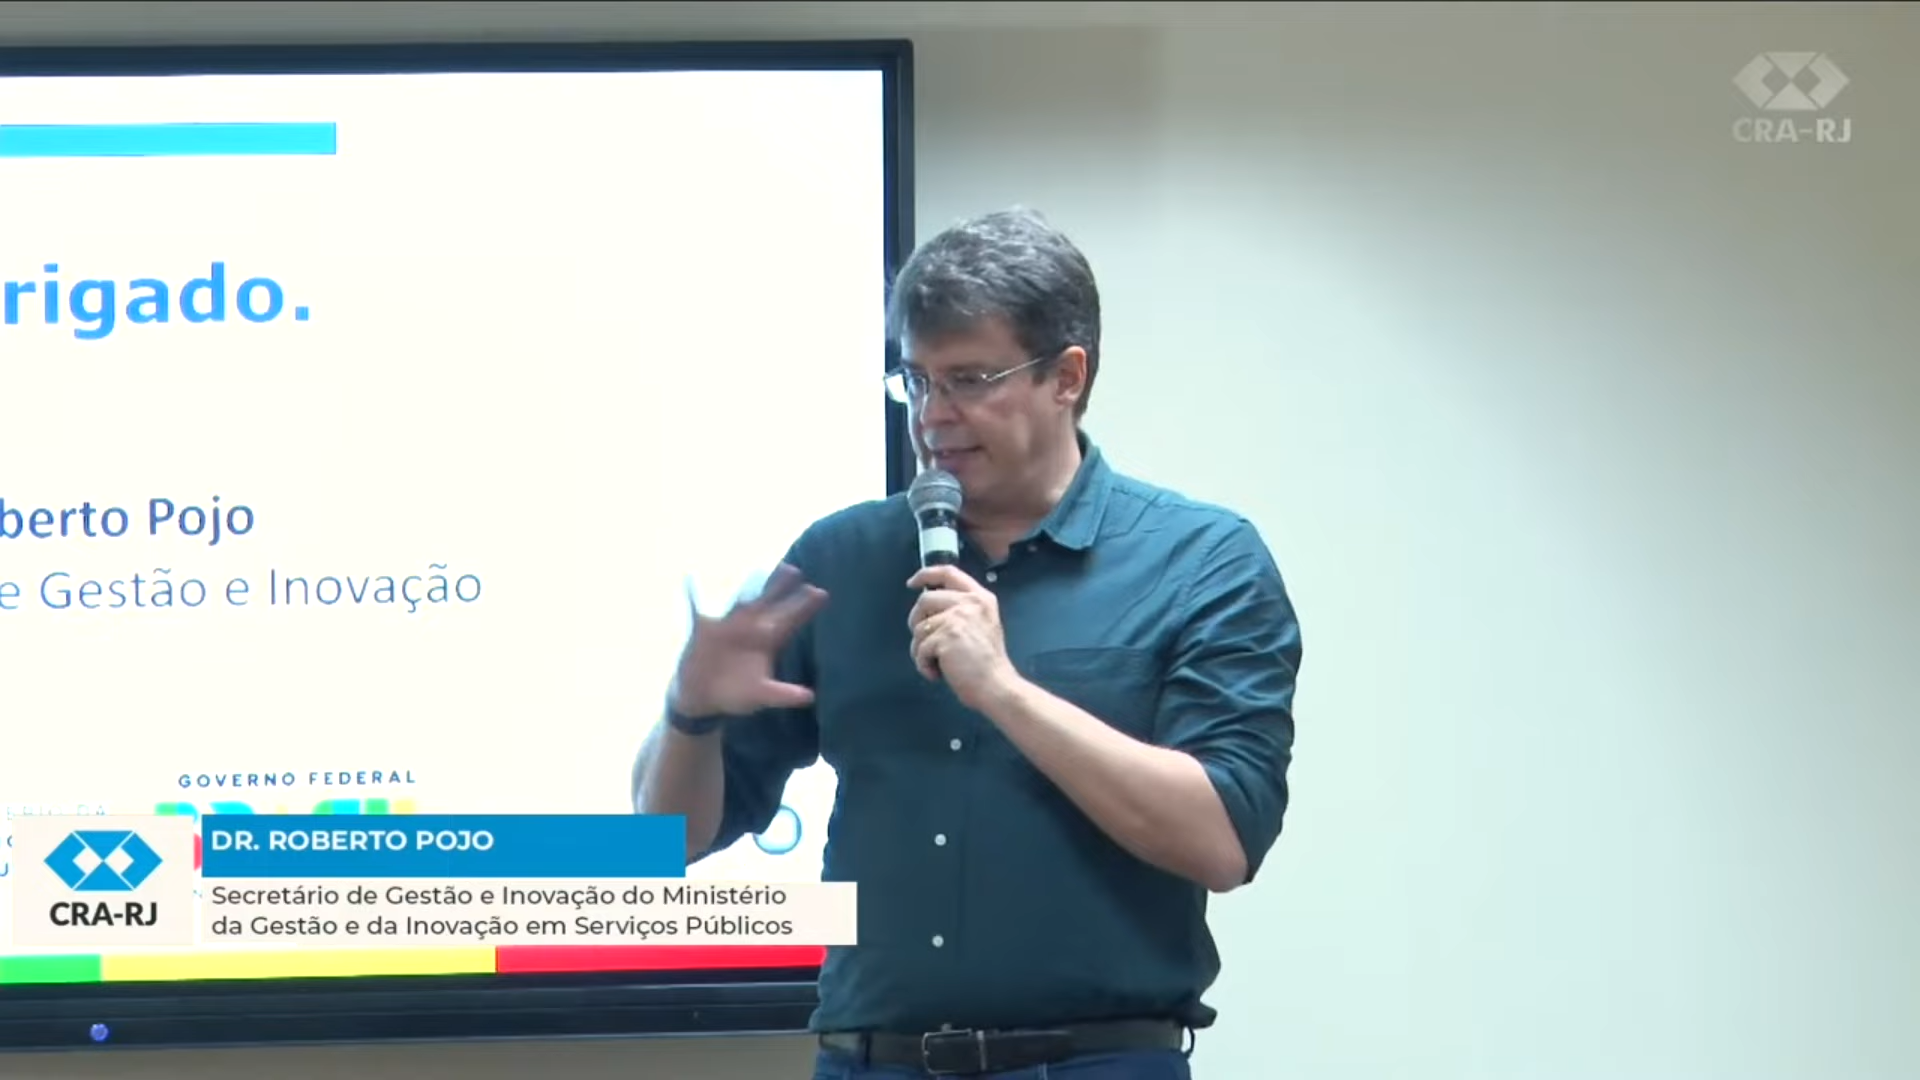 CRA-RJ
rigado.
berto Pojo
e Gestão e Inovação
GOVERNO FEDERAL
DR. ROBERTO POJO
CRA-RJ
Secretário de Gestão e Inovação do Ministério
da Gestão e da Inovação em Serviços Públicos